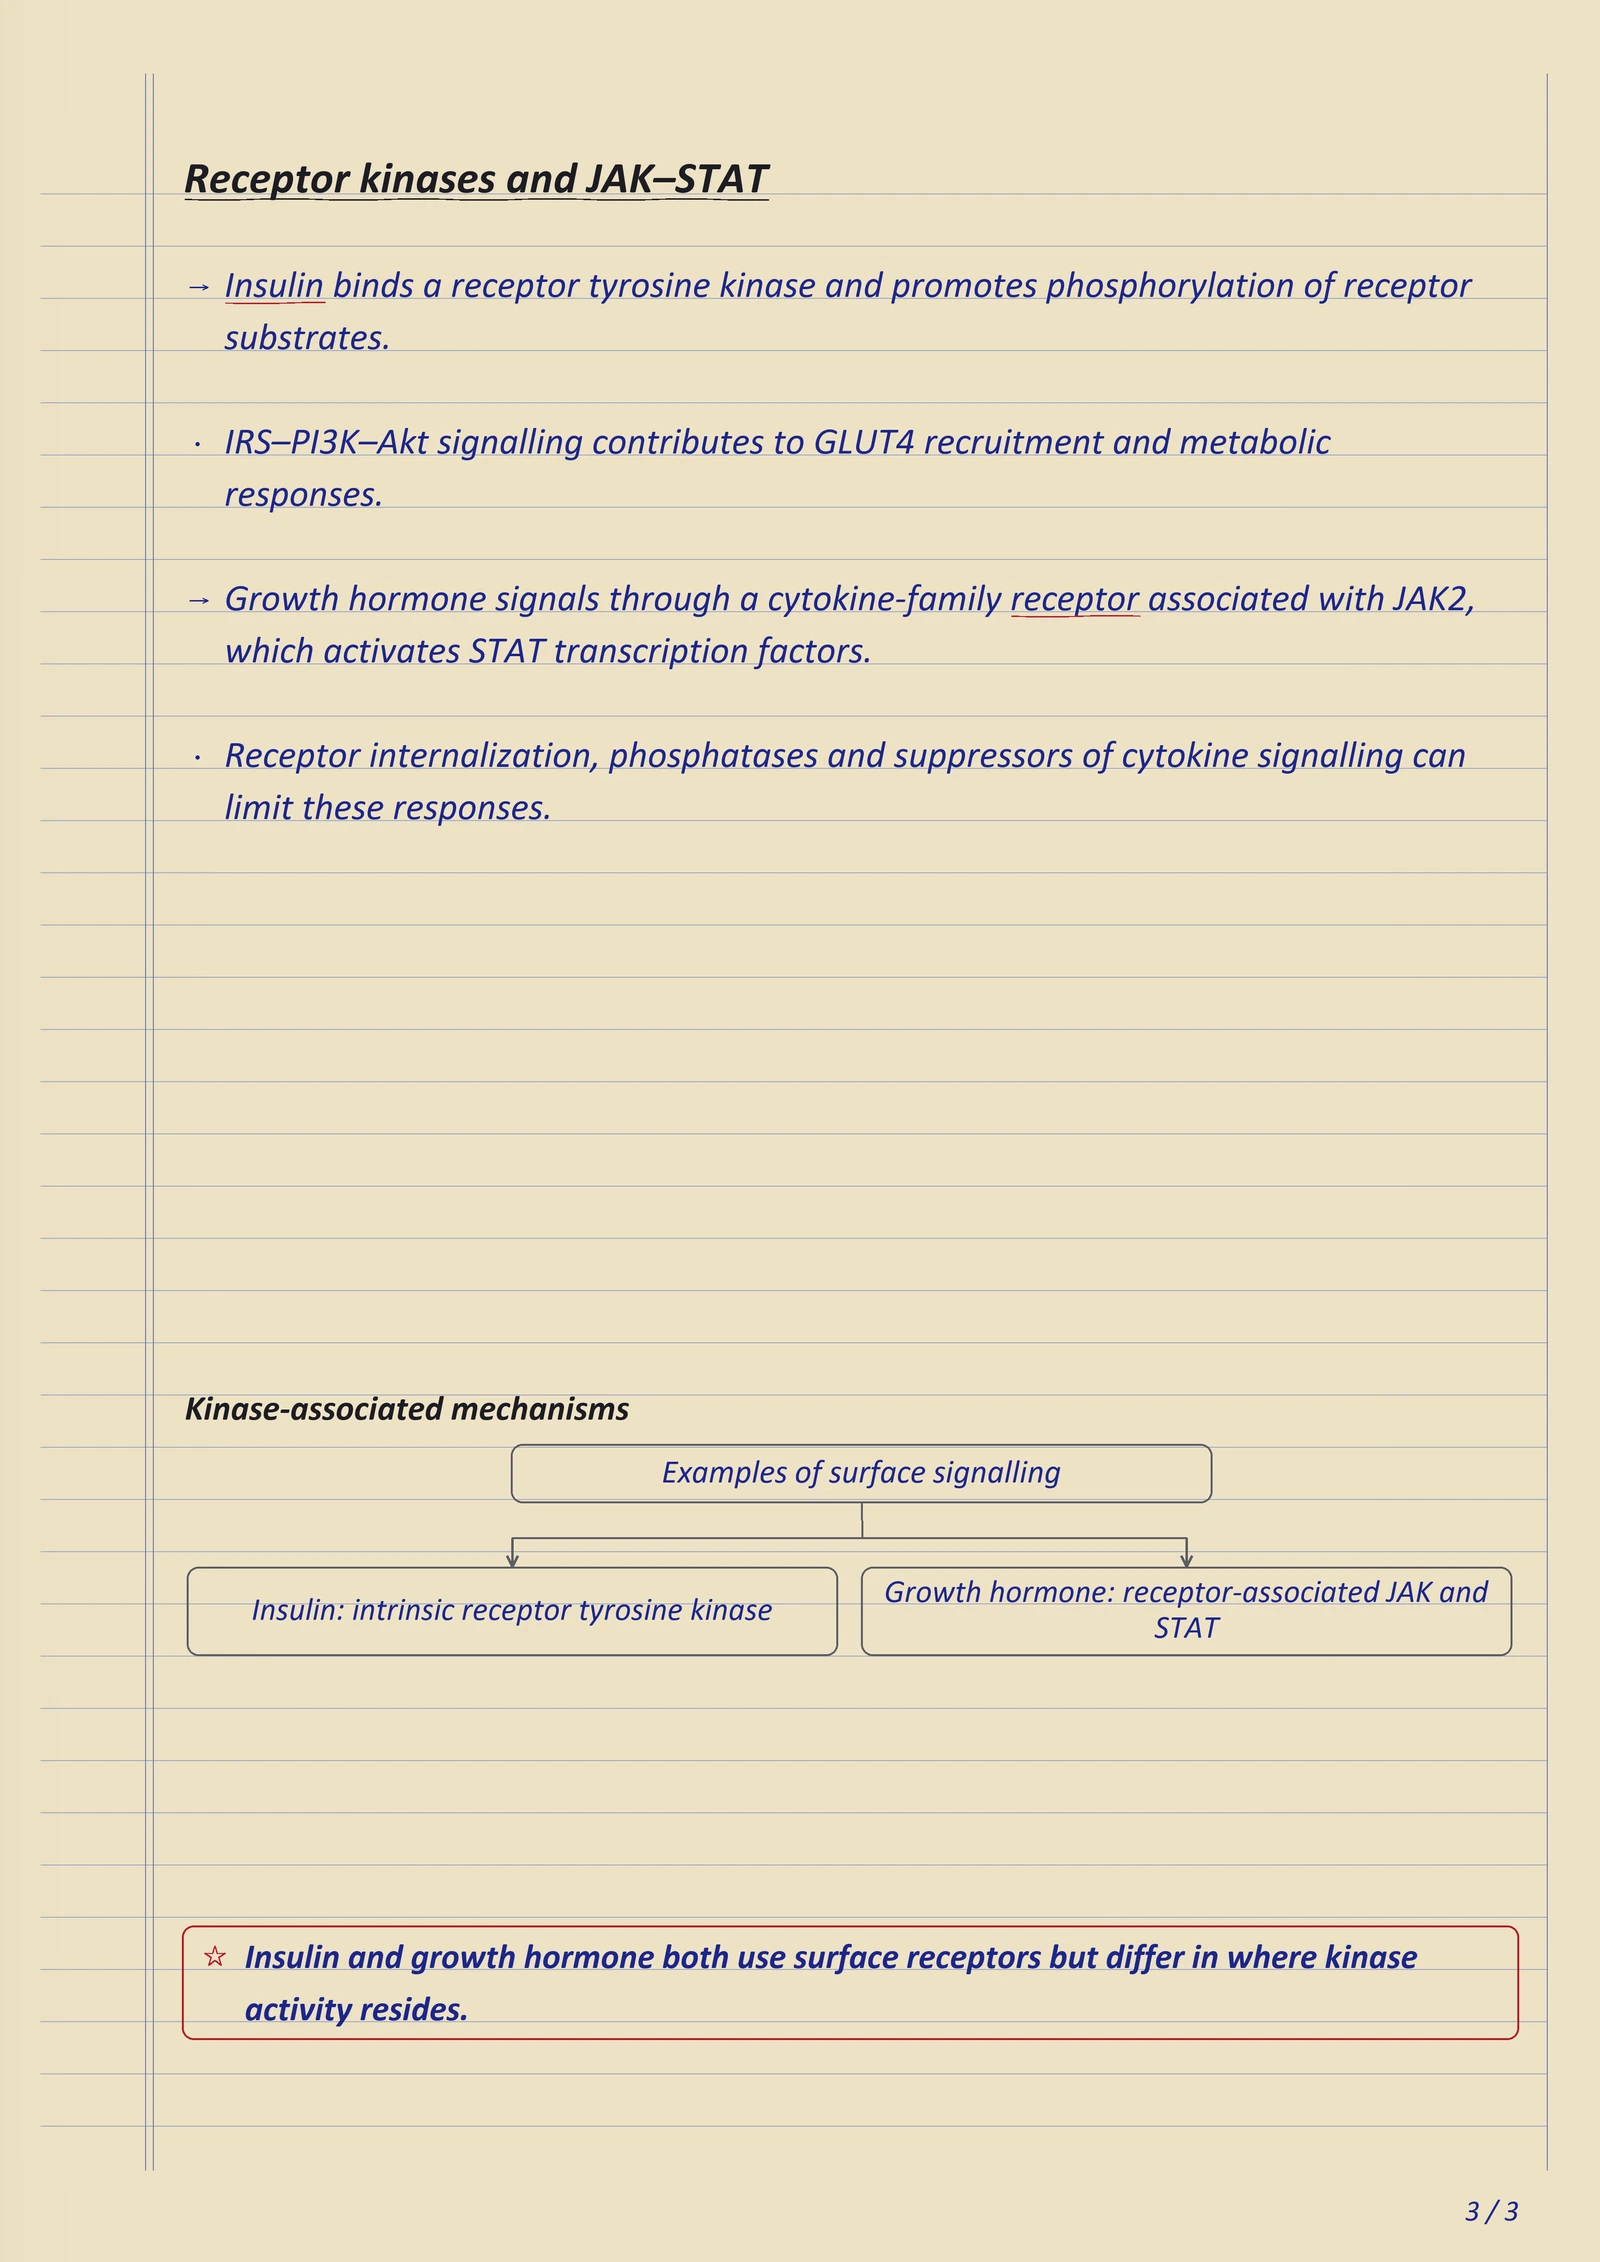 Receptor kinases and JAK–STAT
→ Insulin binds a receptor tyrosine kinase and promotes phosphorylation of receptor
substrates.
· IRS–PI3K–Akt signalling contributes to GLUT4 recruitment and metabolic
responses.
→ Growth hormone signals through a cytokine-family receptor associated with JAK2,
which activates STAT transcription factors.
· Receptor internalization, phosphatases and suppressors of cytokine signalling can
limit these responses.
Kinase-associated mechanisms
Examples of surface signalling
Insulin: intrinsic receptor tyrosine kinase
Growth hormone: receptor-associated JAK and
STAT
☆ Insulin and growth hormone both use surface receptors but differ in where kinase
activity resides.
3 / 3